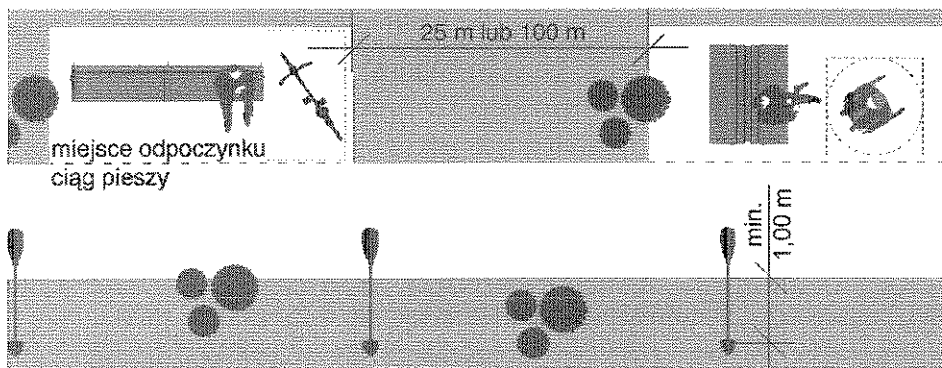 25 m lub 100 m
miejsce odpoczynku
ciąg pieszy
min.
1,00 m